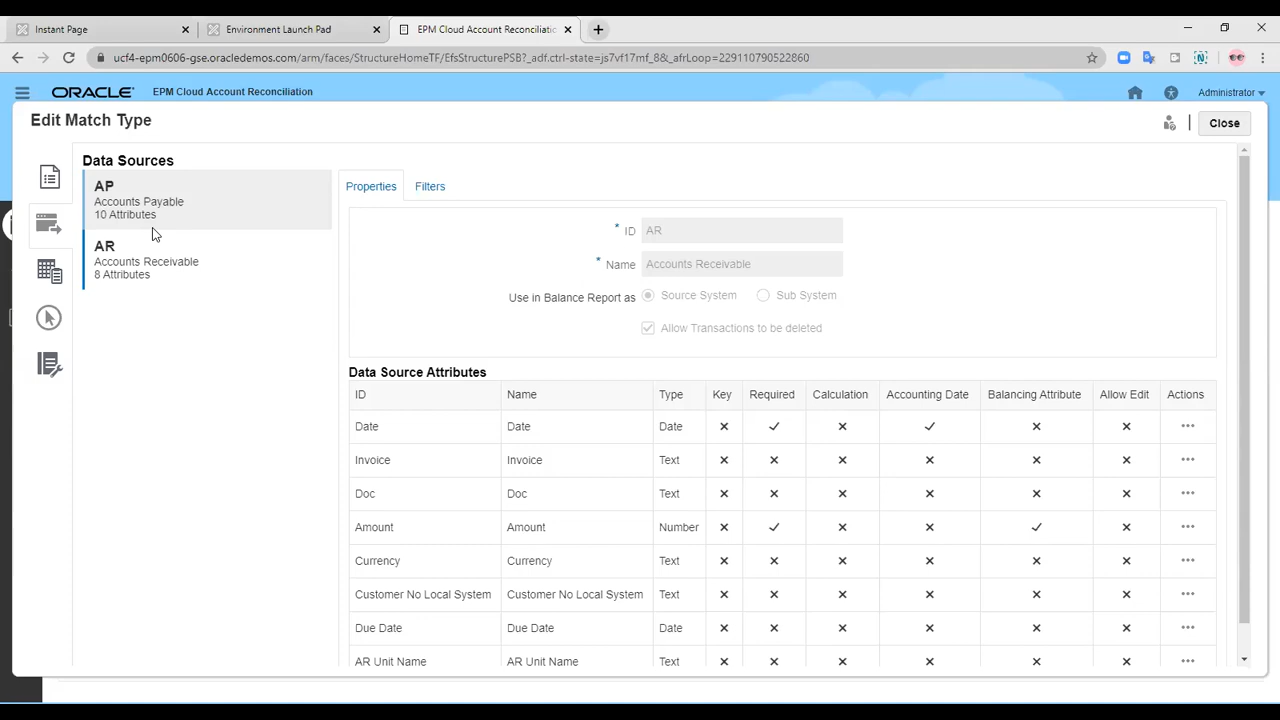 Instant Page
Environment Launch Pad
EPM Cloud Account Reconciliatio
ucf4-epm0606-gse.oracledemos.com/arm/faces/StructureHomeTF/EfsStructurePSB?_adf.ctrl-state=js7vf17mf_8&_afrLoop=229110790522860
ORACLE EPM Cloud Account Reconciliation
Administrator
Edit Match Type
Close
Data Sources
AP
Accounts Payable
10 Attributes
AR
Accounts Receivable
8 Attributes
Properties Filters
* ID AR
* Name Accounts Receivable
Use in Balance Report as Source System Sub System
Allow Transactions to be deleted
Data Source Attributes
ID Name Type Key Required Calculation Accounting Date Balancing Attribute Allow Edit Actions
Date Date Date
Invoice Invoice Text
Doc Doc Text
Amount Amount Number
Currency Currency Text
Customer No Local System Customer No Local System Text
Due Date Due Date Date
AR Unit Name AR Unit Name Text